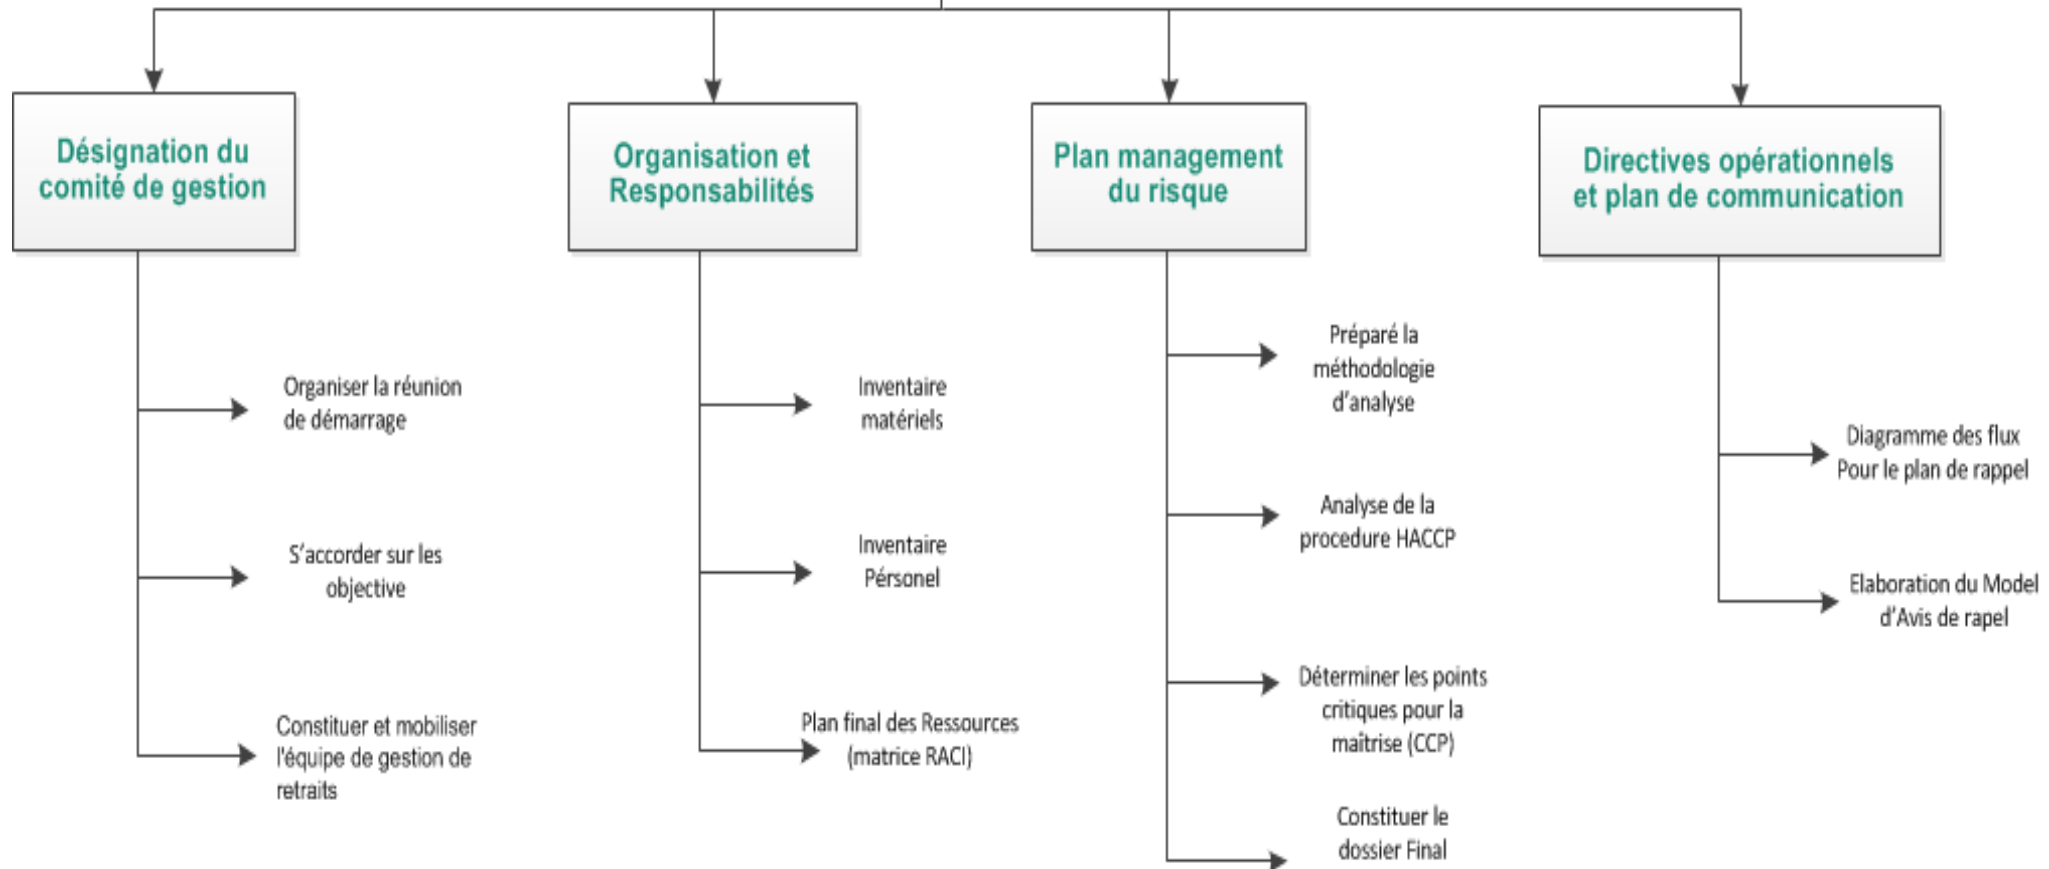 Désignation du
comité de gestion
Organiser la réunion
de démarrage
S'accorder sur les
objective
Constituer et mobiliser
l'équipe de gestion de
retraits
Organisation et
Responsabilités
Inventaire
matériels
Inventaire
Pérsonel
Plan final des Ressources
(matrice RACI)
Plan management
du risque
Préparé la
méthodologie
d'analyse
Analyse de la
procedure HACCP
Déterminer les points
critiques pour la
maîtrise (CCP)
Constituer le
dossier Final
Directives opérationnels
et plan de communication
Diagramme des flux
Pour le plan de rappel
Elaboration du Model
d'Avis de rapel